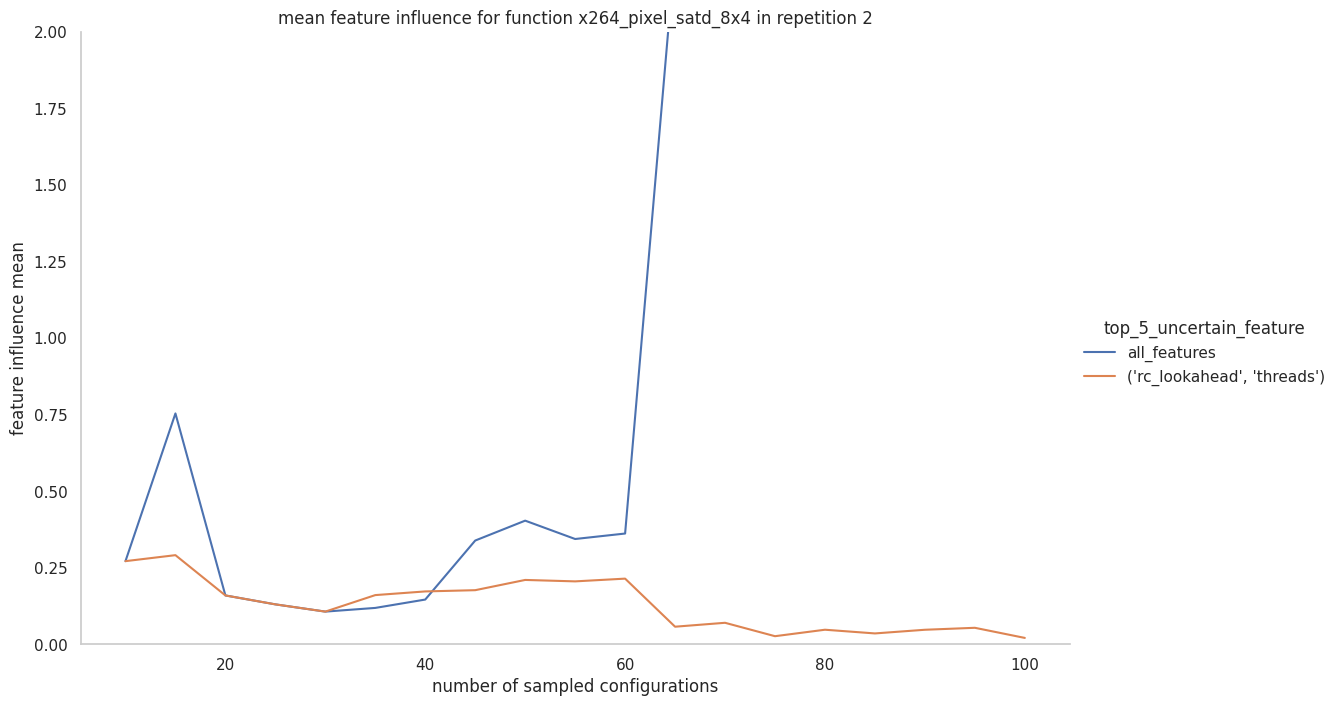 mean feature influence for function x264_pixel_satd_8x4 in repetition 2
2.00
1.75
1.50
1.25
1.00
0.75
0.50
0.25
0.00
feature influence mean
20
40
60
80
100
number of sampled configurations
top_5_uncertain_feature
all_features
('rc_lookahead', 'threads')